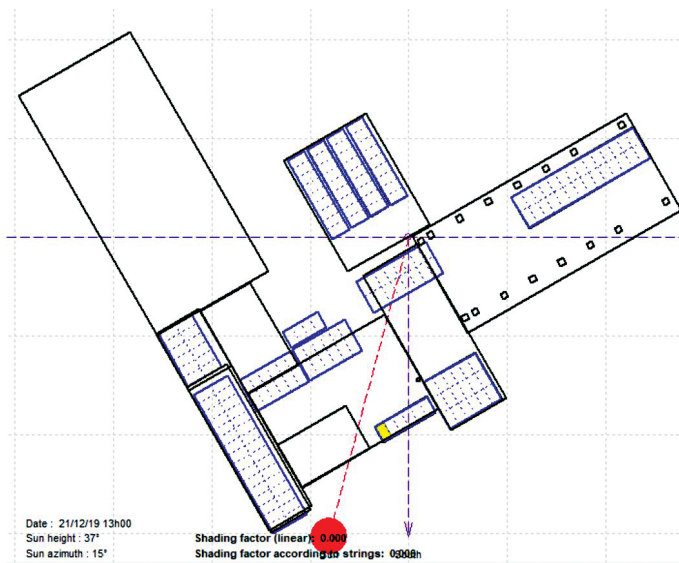 Date : 21/12/19 13h00
Sun height : 37°
Sun azimuth : 15°
Shading factor (linear): 0.000
Shading factor according to strings: